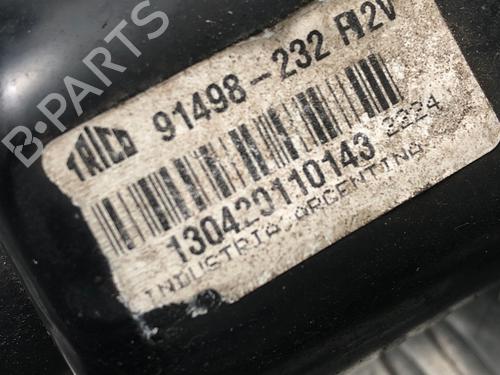 B-PARTS
TRICO 91498-232 F12V
2324
130420110143
INDUSTRIA ARGENTINA